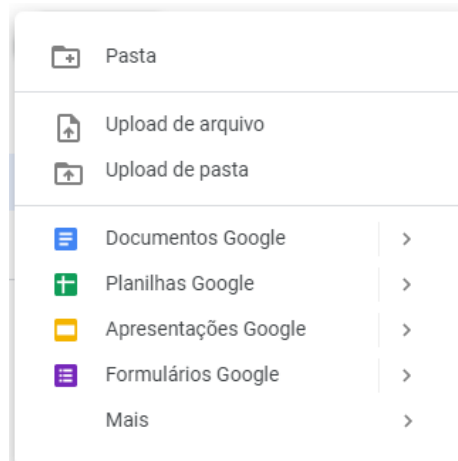 Pasta
Upload de arquivo
Upload de pasta
Documentos Google
Planilhas Google
Apresentações Google
Formulários Google
Mais